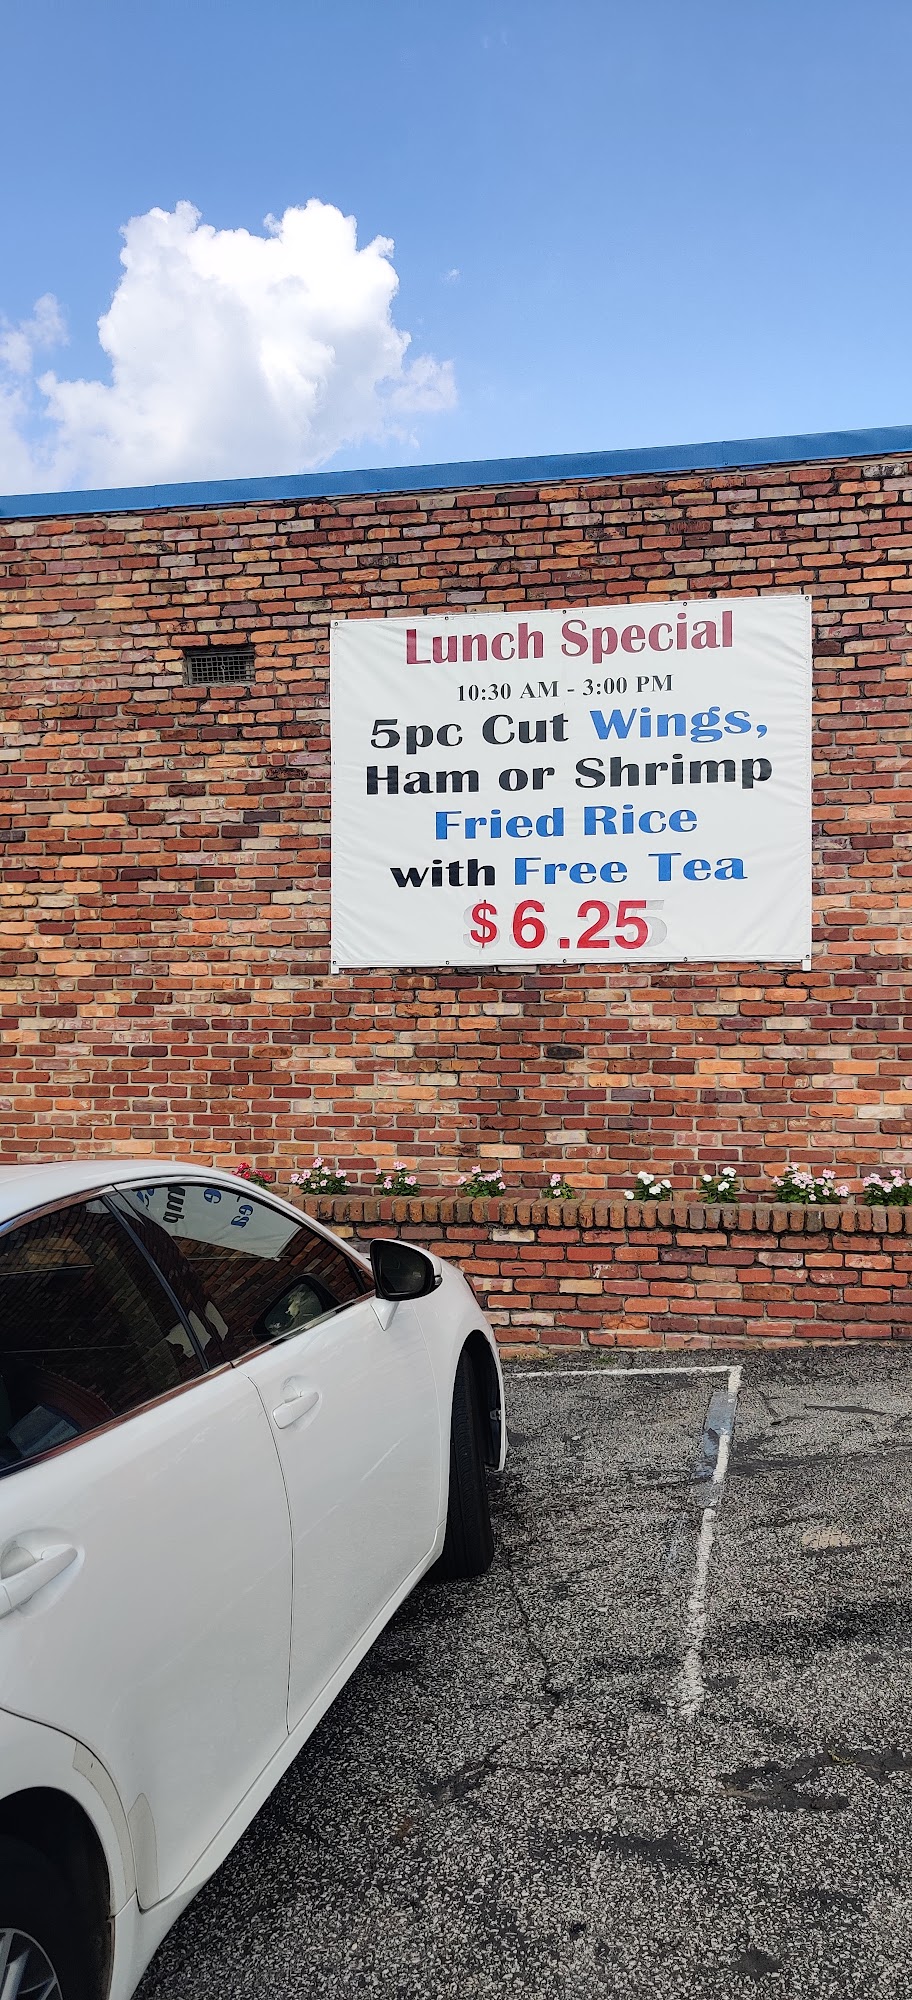 Lunch Special
10:30 AM - 3:00 PM
5pc Cut Wings,
Ham or Shrimp
Fried Rice
with Free Tea
$6.25